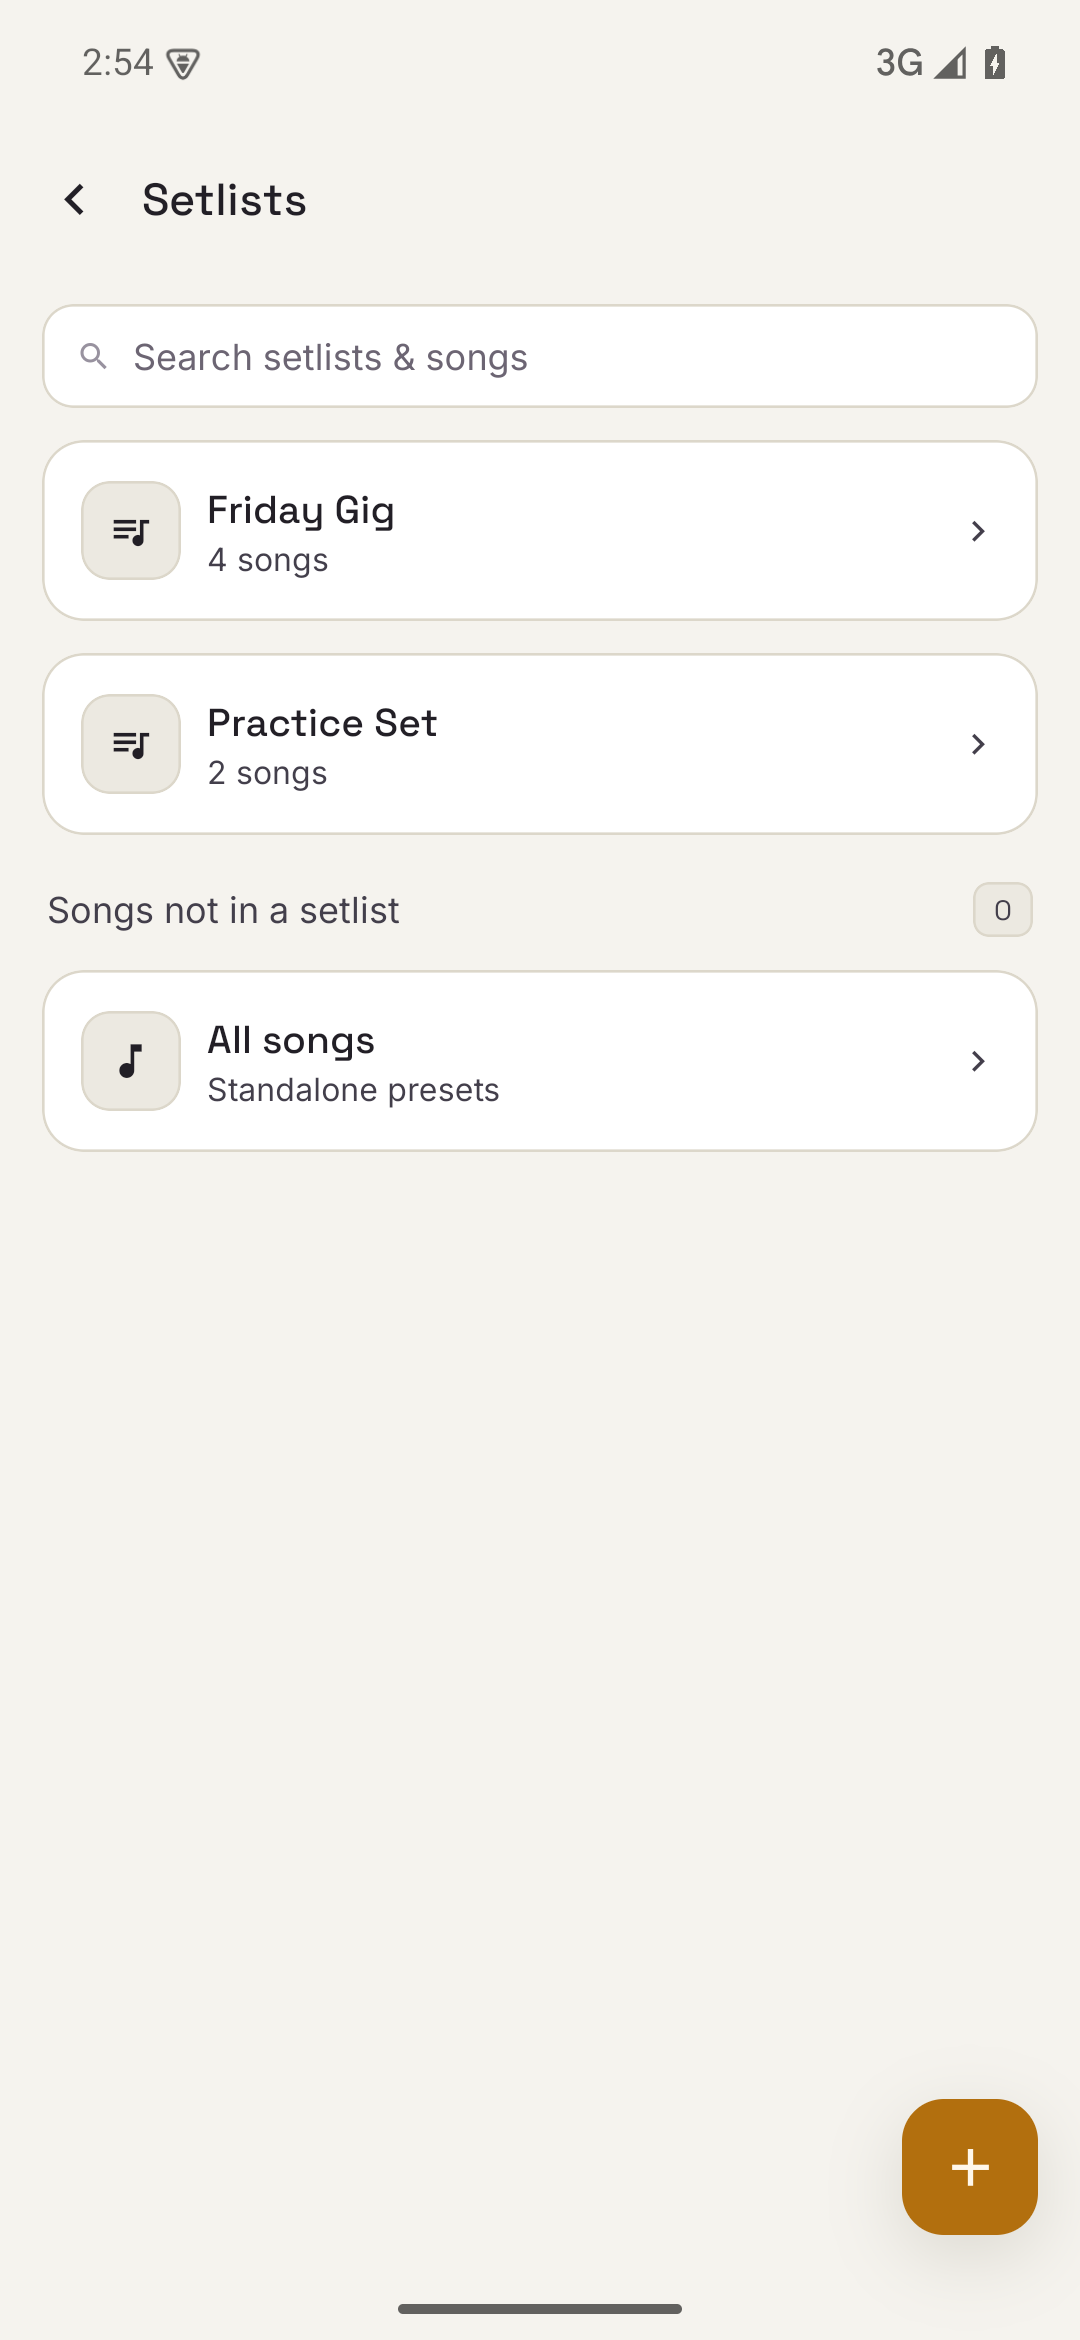 2:54
3G
Setlists
Search setlists & songs
Friday Gig
4 songs
Practice Set
2 songs
Songs not in a setlist
0
All songs
Standalone presets